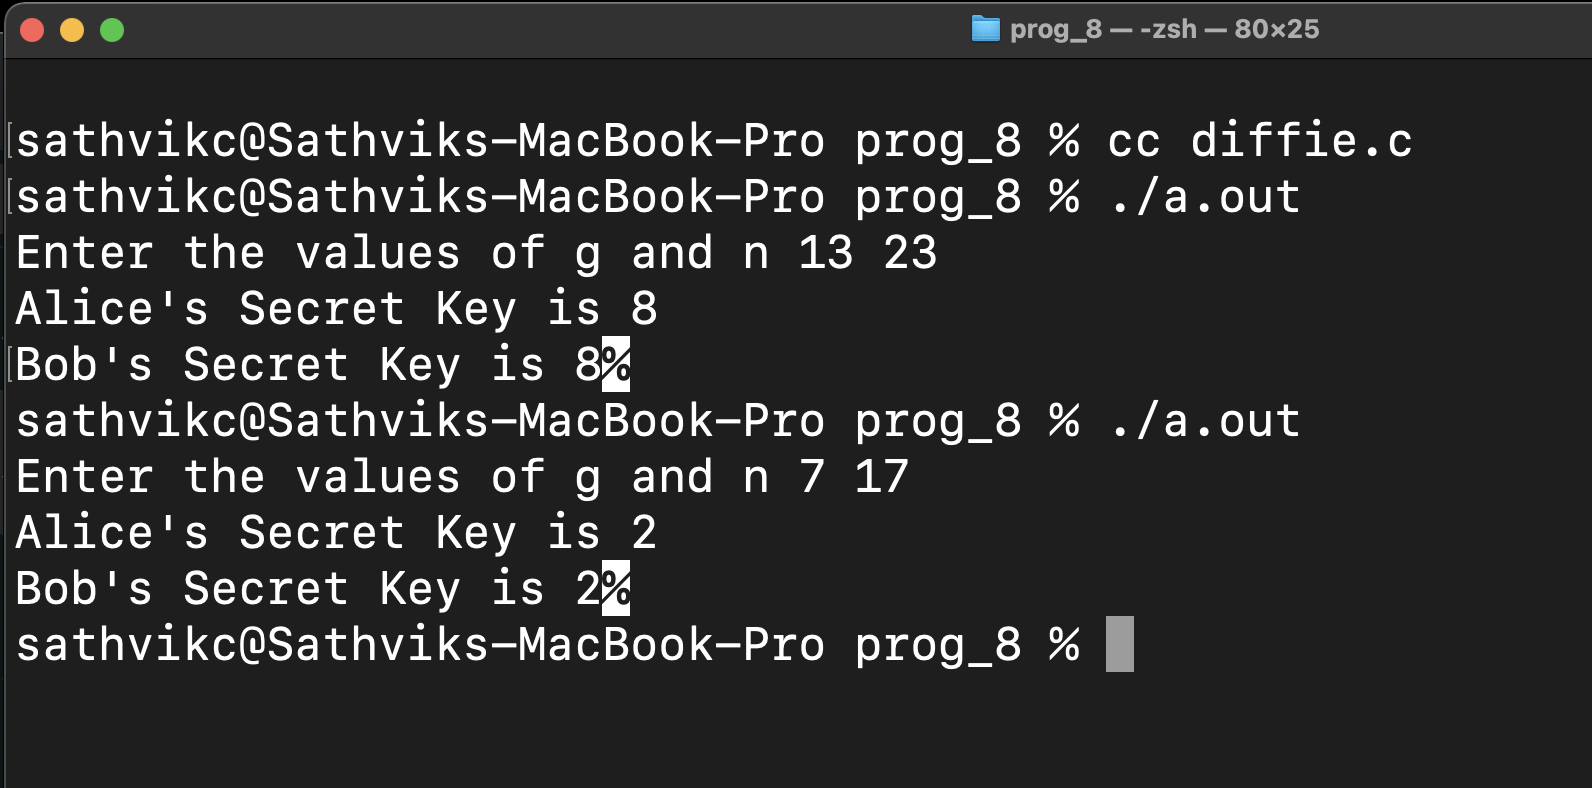 prog_8 — -zsh — 80×25
sathvikc@Sathviks-MacBook-Pro prog_8 % cc diffie.c
sathvikc@Sathviks-MacBook-Pro prog_8 % ./a.out
Enter the values of g and n 13 23
Alice's Secret Key is 8
Bob's Secret Key is 8%
sathvikc@Sathviks-MacBook-Pro prog_8 % ./a.out
Enter the values of g and n 7 17
Alice's Secret Key is 2
Bob's Secret Key is 2%
sathvikc@Sathviks-MacBook-Pro prog_8 %